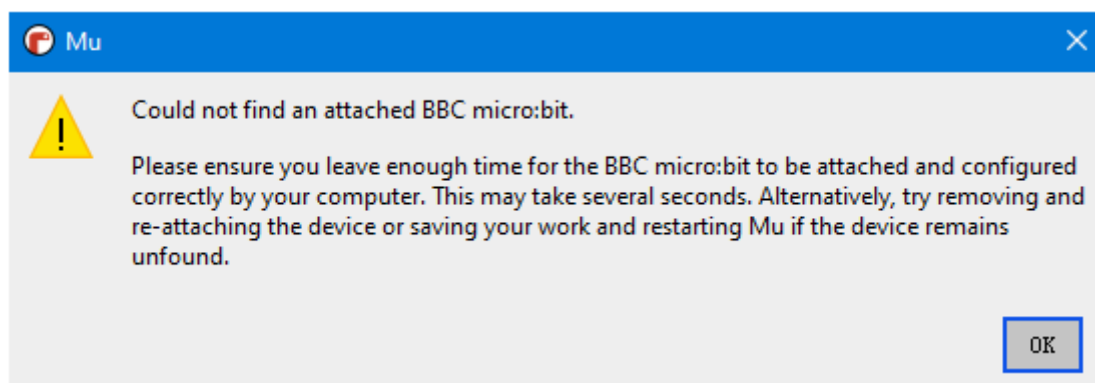 Mu
Could not find an attached BBC micro:bit.
Please ensure you leave enough time for the BBC micro:bit to be attached and configured
correctly by your computer. This may take several seconds. Alternatively, try removing and
re-attaching the device or saving your work and restarting Mu if the device remains
unfound.
OK